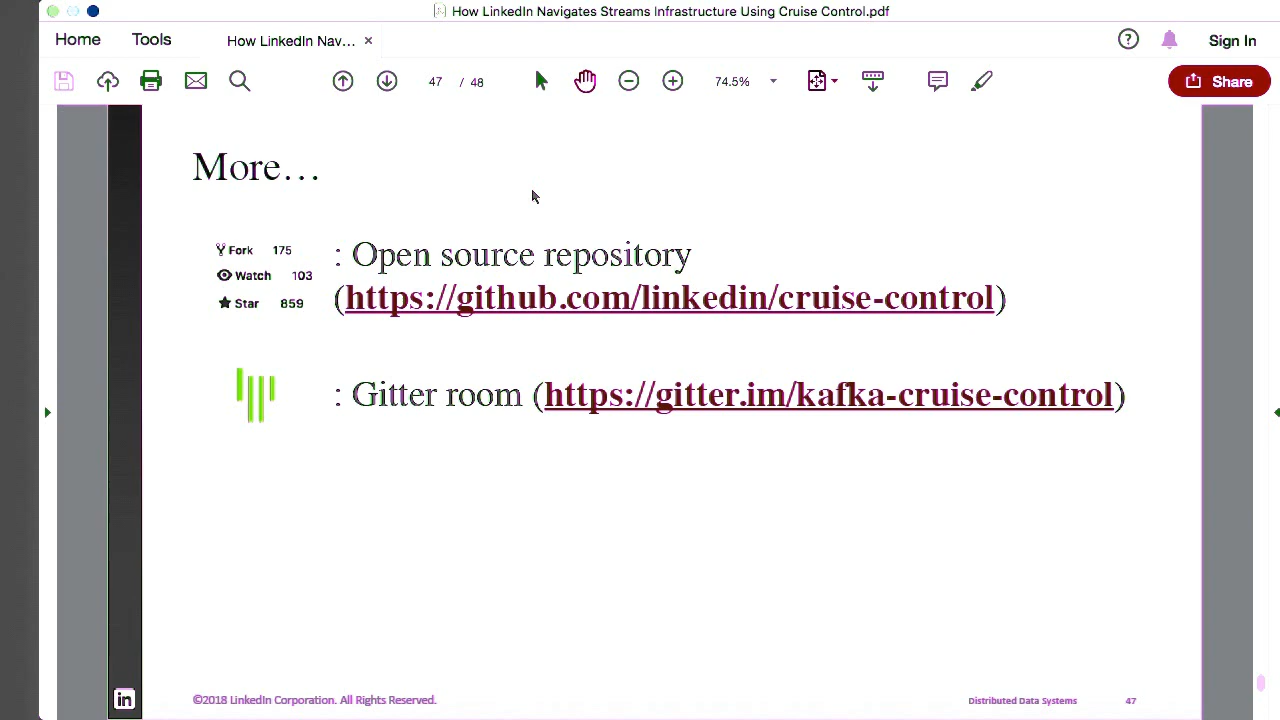 How LinkedIn Navigates Streams Infrastructure Using Cruise Control.pdf
Home Tools How LinkedIn Nav... × ? Sign In
47 / 48 74.5% Share
More…
Fork 175
Watch 103
Star 859
: Open source repository
(https://github.com/linkedin/cruise-control)
: Gitter room (https://gitter.im/kafka-cruise-control)
in ©2018 LinkedIn Corporation. All Rights Reserved. Distributed Data Systems 47